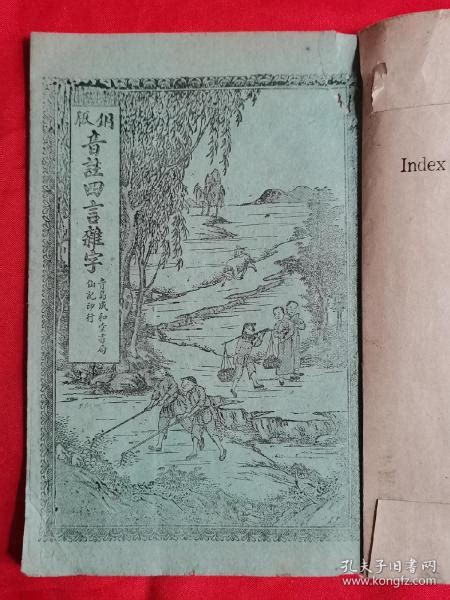 銅版
音註四言雜字
青島成和堂書局
仙記印行
Index
孔夫子旧书网
www.kongfz.com